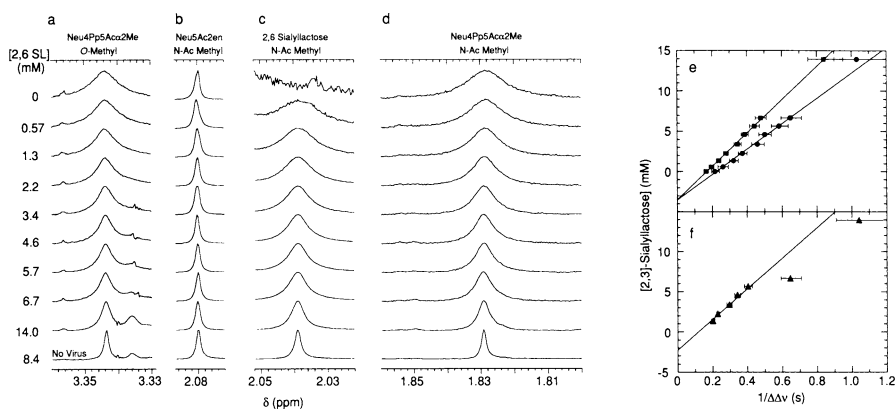 a b c d
Neu4Pp5Acα2Me Neu5Ac2en 2,6 Sialyllactose Neu4Pp5Acα2Me
O-Methyl N-Ac Methyl N-Ac Methyl N-Ac Methyl
[2,6 SL]
(mM)
0
0.57
1.3
2.2
3.4
4.6
5.7
6.7
14.0
No Virus
8.4
3.35 3.33 2.08 2.05 2.03 1.85 1.83 1.81
δ (ppm)
e
15
10
5
0
-5
f
10
5
0
-5
[2,3]-Sialyllactose] (mM)
0 0.2 0.4 0.6 0.8 1.0 1.2
1/ΔΔν (s)